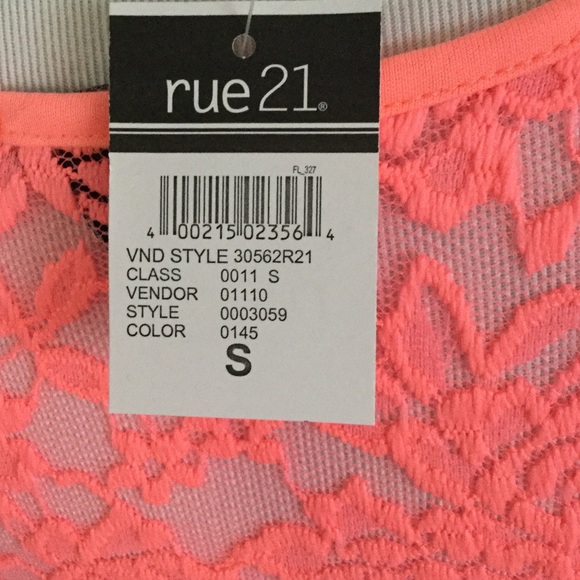 rue21®
FL_327
4 00215 02356 4
VND STYLE 30562R21
CLASS 0011 S
VENDOR 01110
STYLE 0003059
COLOR 0145
S